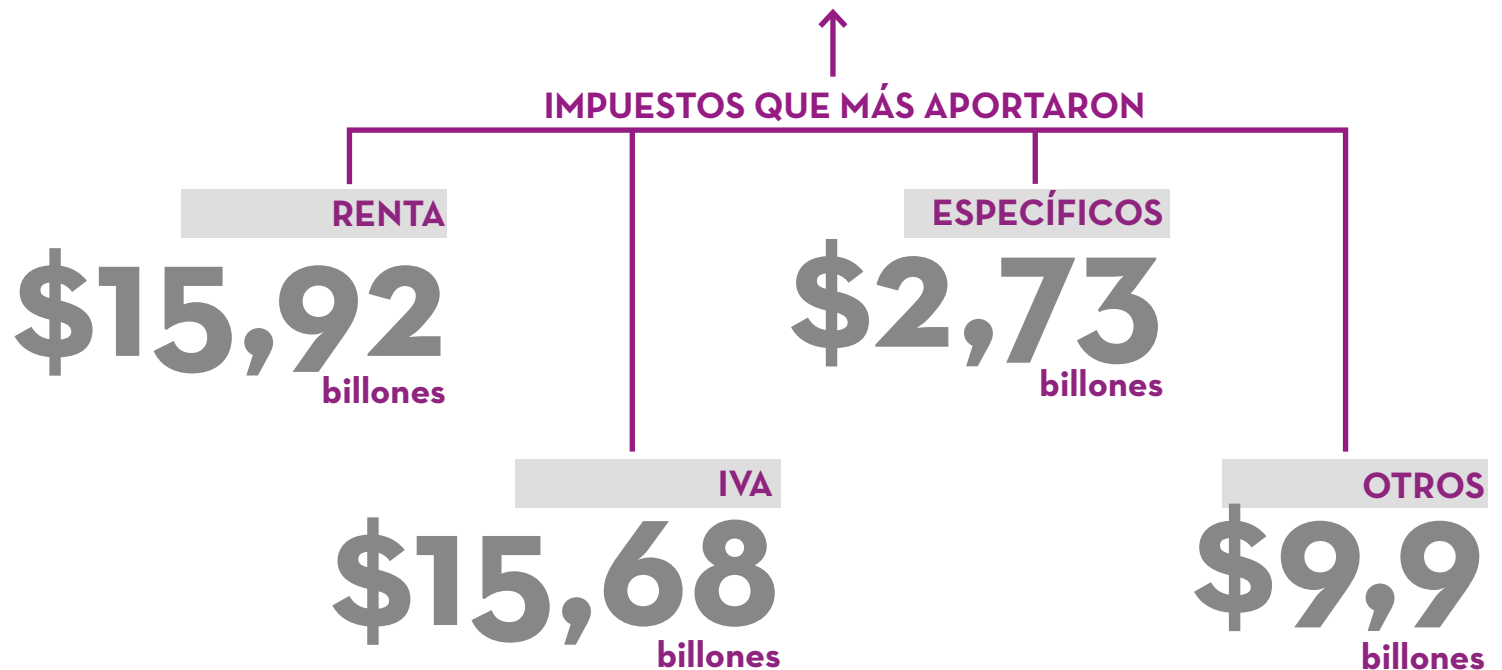 IMPUESTOS QUE MÁS APORTARON
RENTA
$15,92
billones
IVA
$15,68
billones
ESPECÍFICOS
$2,73
billones
OTROS
$9,9
billones